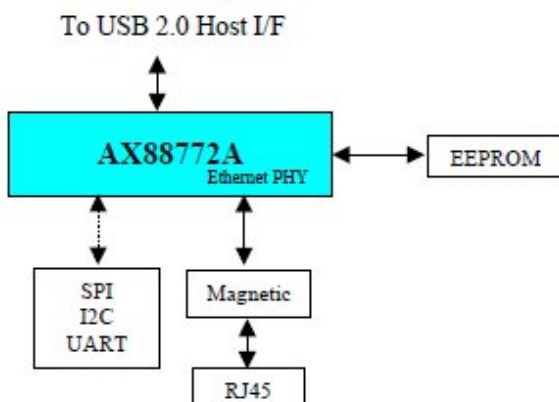 To USB 2.0 Host I/F
AX88772A
Ethernet PHY
EEPROM
SPI
I2C
UART
Magnetic
RJ45